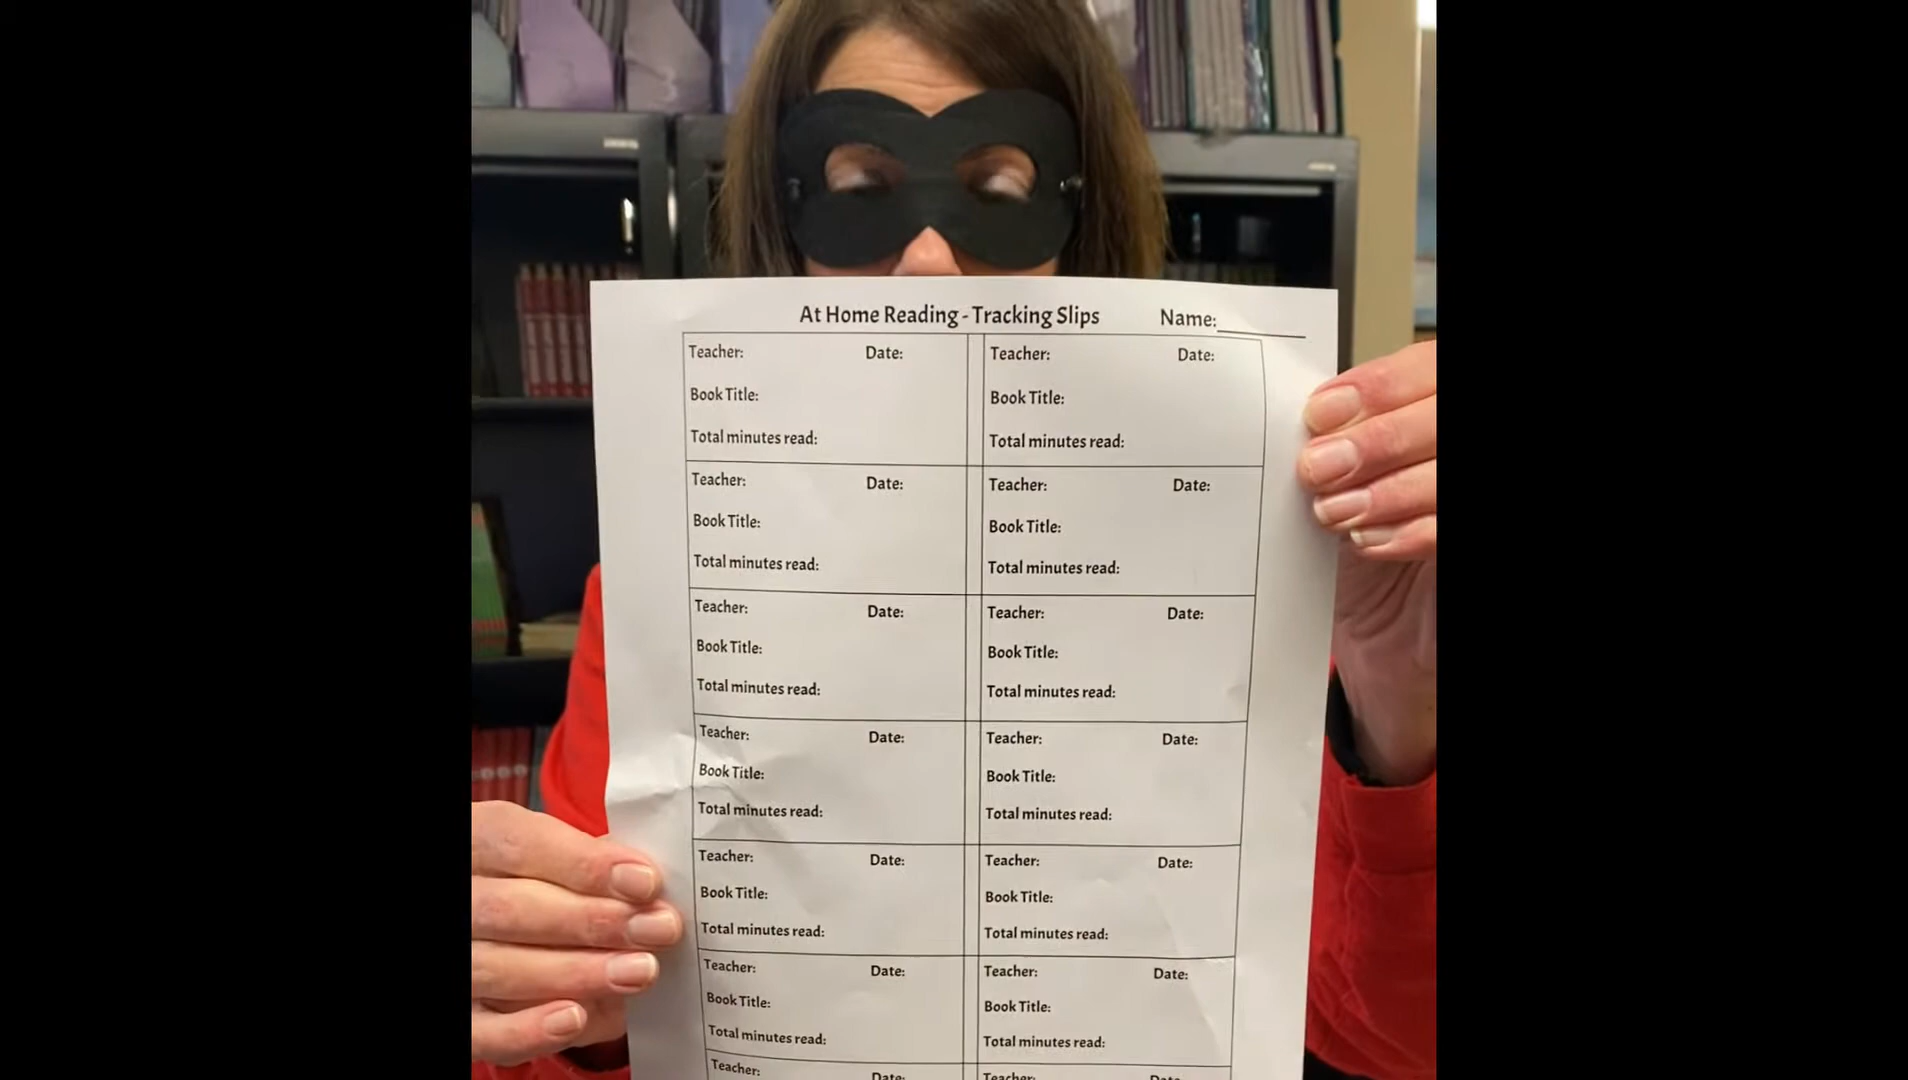 At Home Reading - Tracking Slips Name:
Teacher: Date: Teacher: Date:
Book Title: Book Title:
Total minutes read: Total minutes read:
Teacher: Date: Teacher: Date:
Book Title: Book Title:
Total minutes read: Total minutes read:
Teacher: Date: Teacher: Date:
Book Title: Book Title:
Total minutes read: Total minutes read:
Teacher: Date: Teacher: Date:
Book Title: Book Title:
Total minutes read: Total minutes read:
Teacher: Date: Teacher: Date:
Book Title: Book Title:
Total minutes read: Total minutes read:
Teacher: Date: Teacher: Date:
Book Title: Book Title:
Total minutes read: Total minutes read:
Teacher: Date: Teacher: Date: